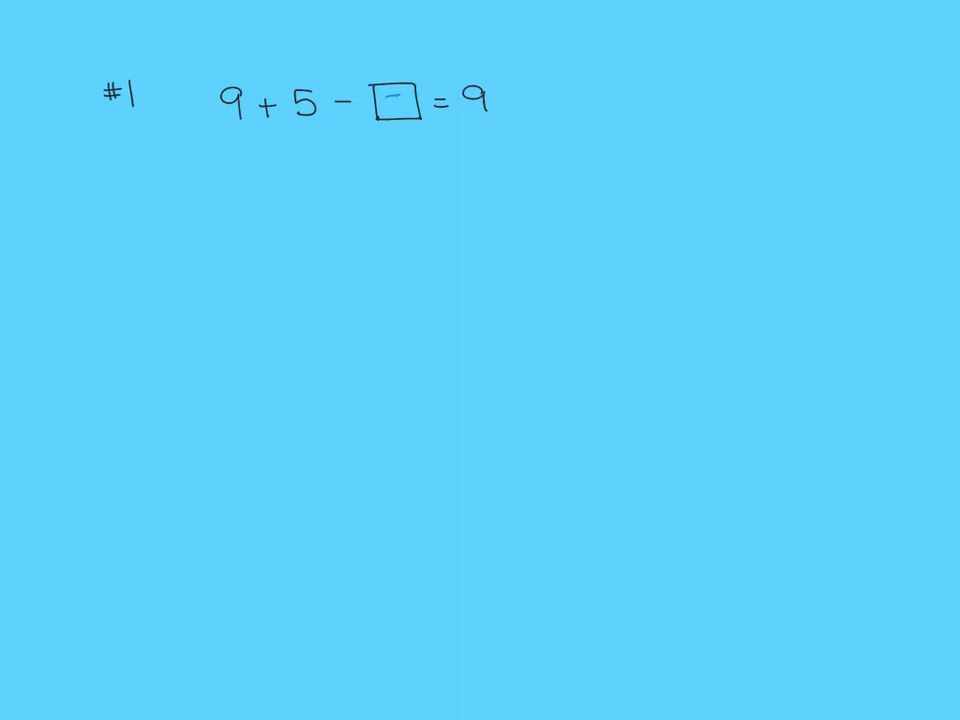 #1 9 + 5 - □ = 9